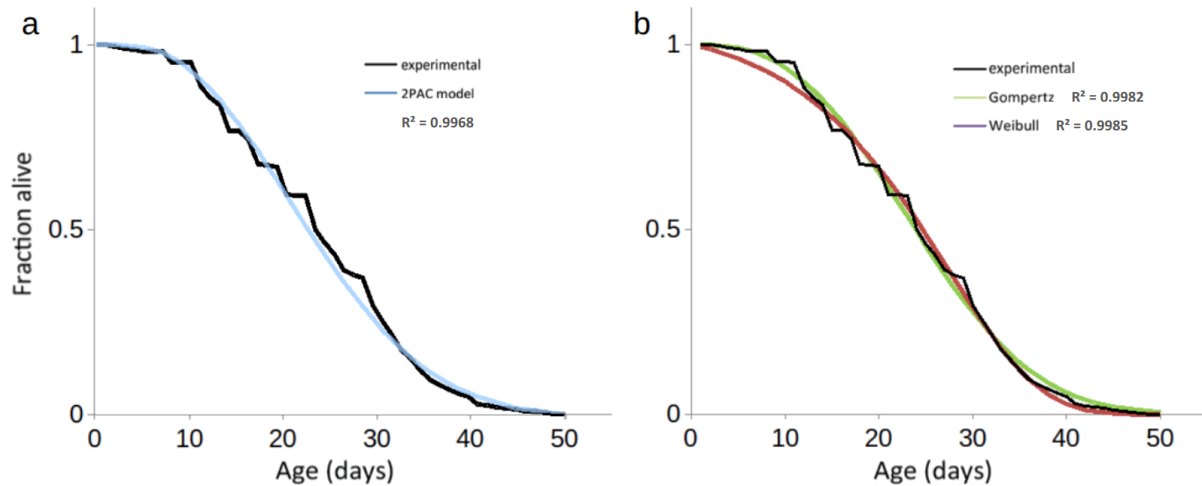 a
1
0.5
0
Fraction alive
experimental
2PAC model
R² = 0.9968
0 10 20 30 40 50
Age (days)
b
1
0.5
0
experimental
Gompertz R² = 0.9982
Weibull R² = 0.9985
0 10 20 30 40 50
Age (days)